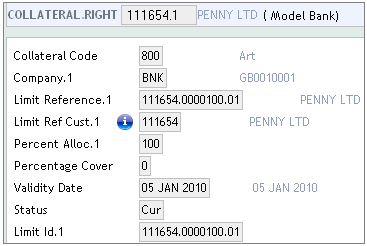 COLLATERAL.RIGHT 111654.1 PENNY LTD ( Model Bank)
Collateral Code 800 Art
Company.1 BNK GB0010001
Limit Reference.1 111654.0000100.01 PENNY LTD
Limit Ref Cust.1 i 111654 PENNY LTD
Percent Alloc.1 100
Percentage Cover 0
Validity Date 05 JAN 2010 05 JAN 2010
Status Cur
Limit Id.1 111654.0000100.01